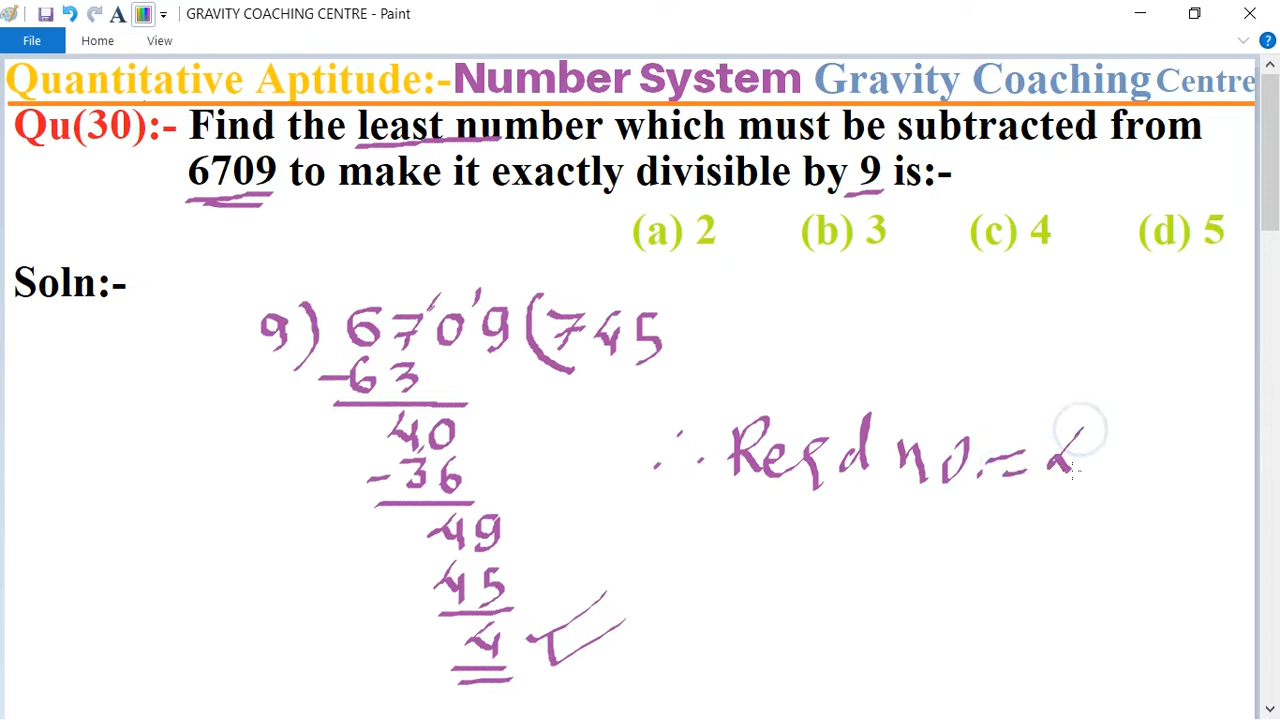 GRAVITY COACHING CENTRE - Paint
File Home View
Quantitative Aptitude:-Number System Gravity Coaching Centre
Qu(30):- Find the least number which must be subtracted from
6709 to make it exactly divisible by 9 is:-
(a) 2 (b) 3 (c) 4 (d) 5
Soln:-
9) 6709(745
-63
40
-36
49
45
4
∴ Reqd no. =